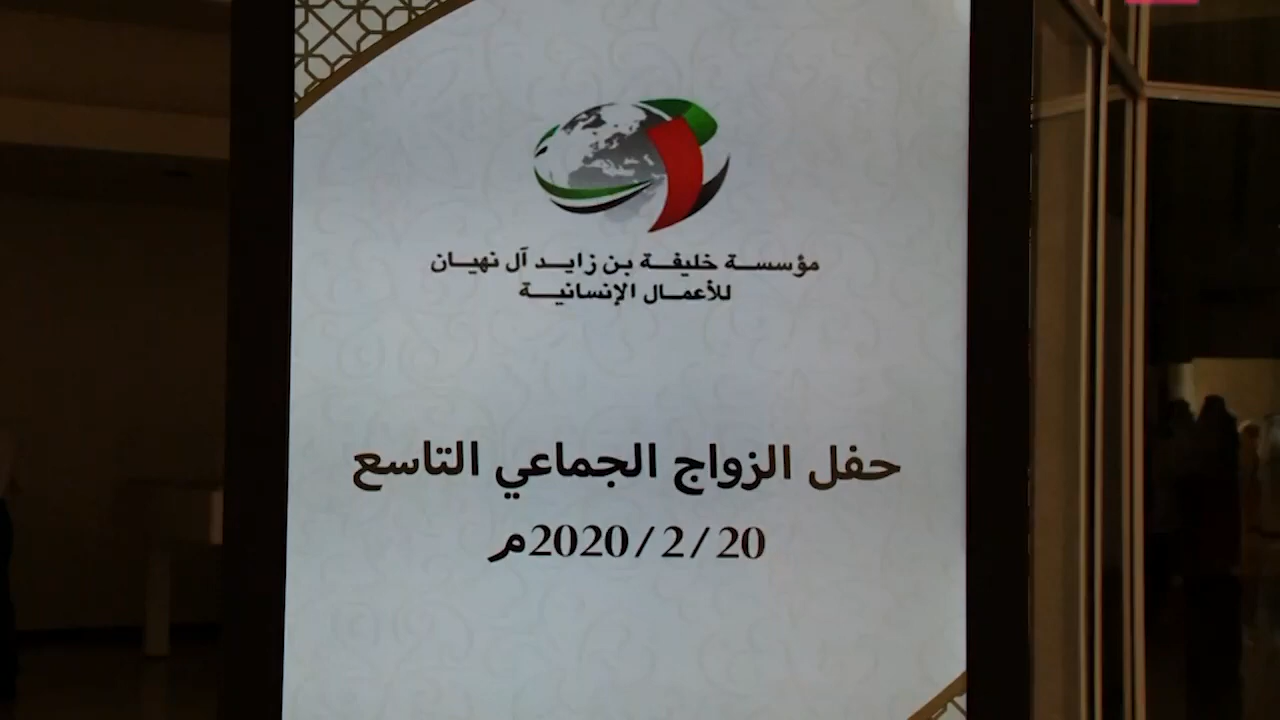 مؤسسة خليفة بن زايد آل نهيان
للأعمال الإنسانية
حفل الزواج الجماعي التاسع
2020/2/20م